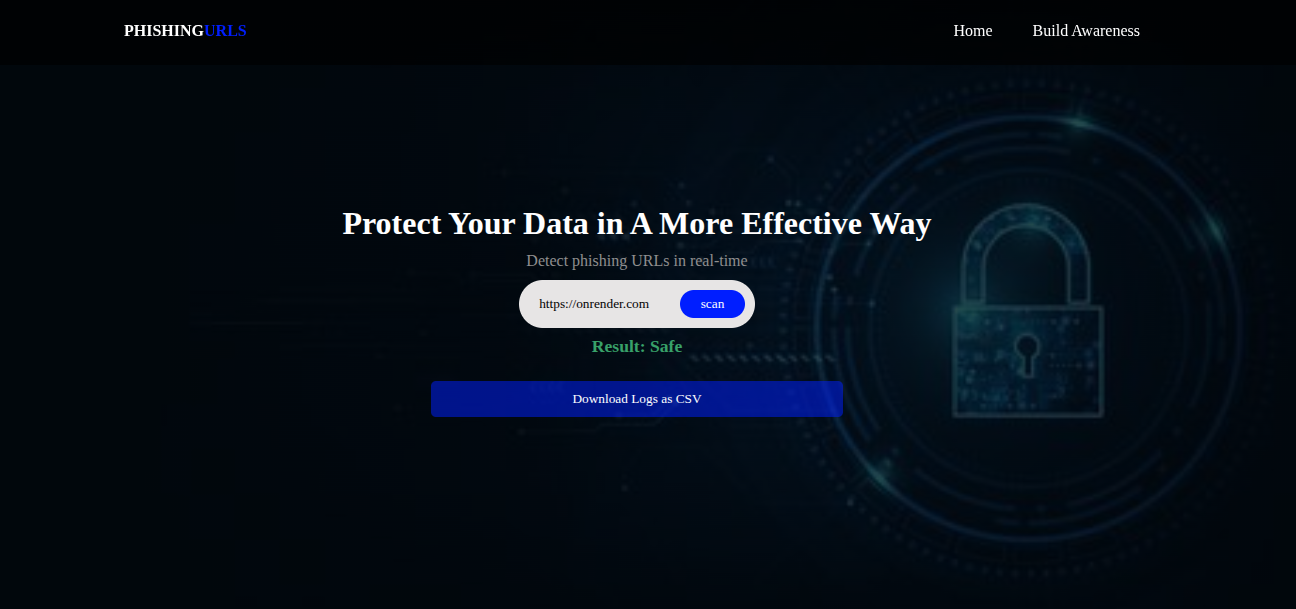 PHISHINGURLS
Home
Build Awareness
Protect Your Data in A More Effective Way
Detect phishing URLs in real-time
https://onrender.com
scan
Result: Safe
Download Logs as CSV